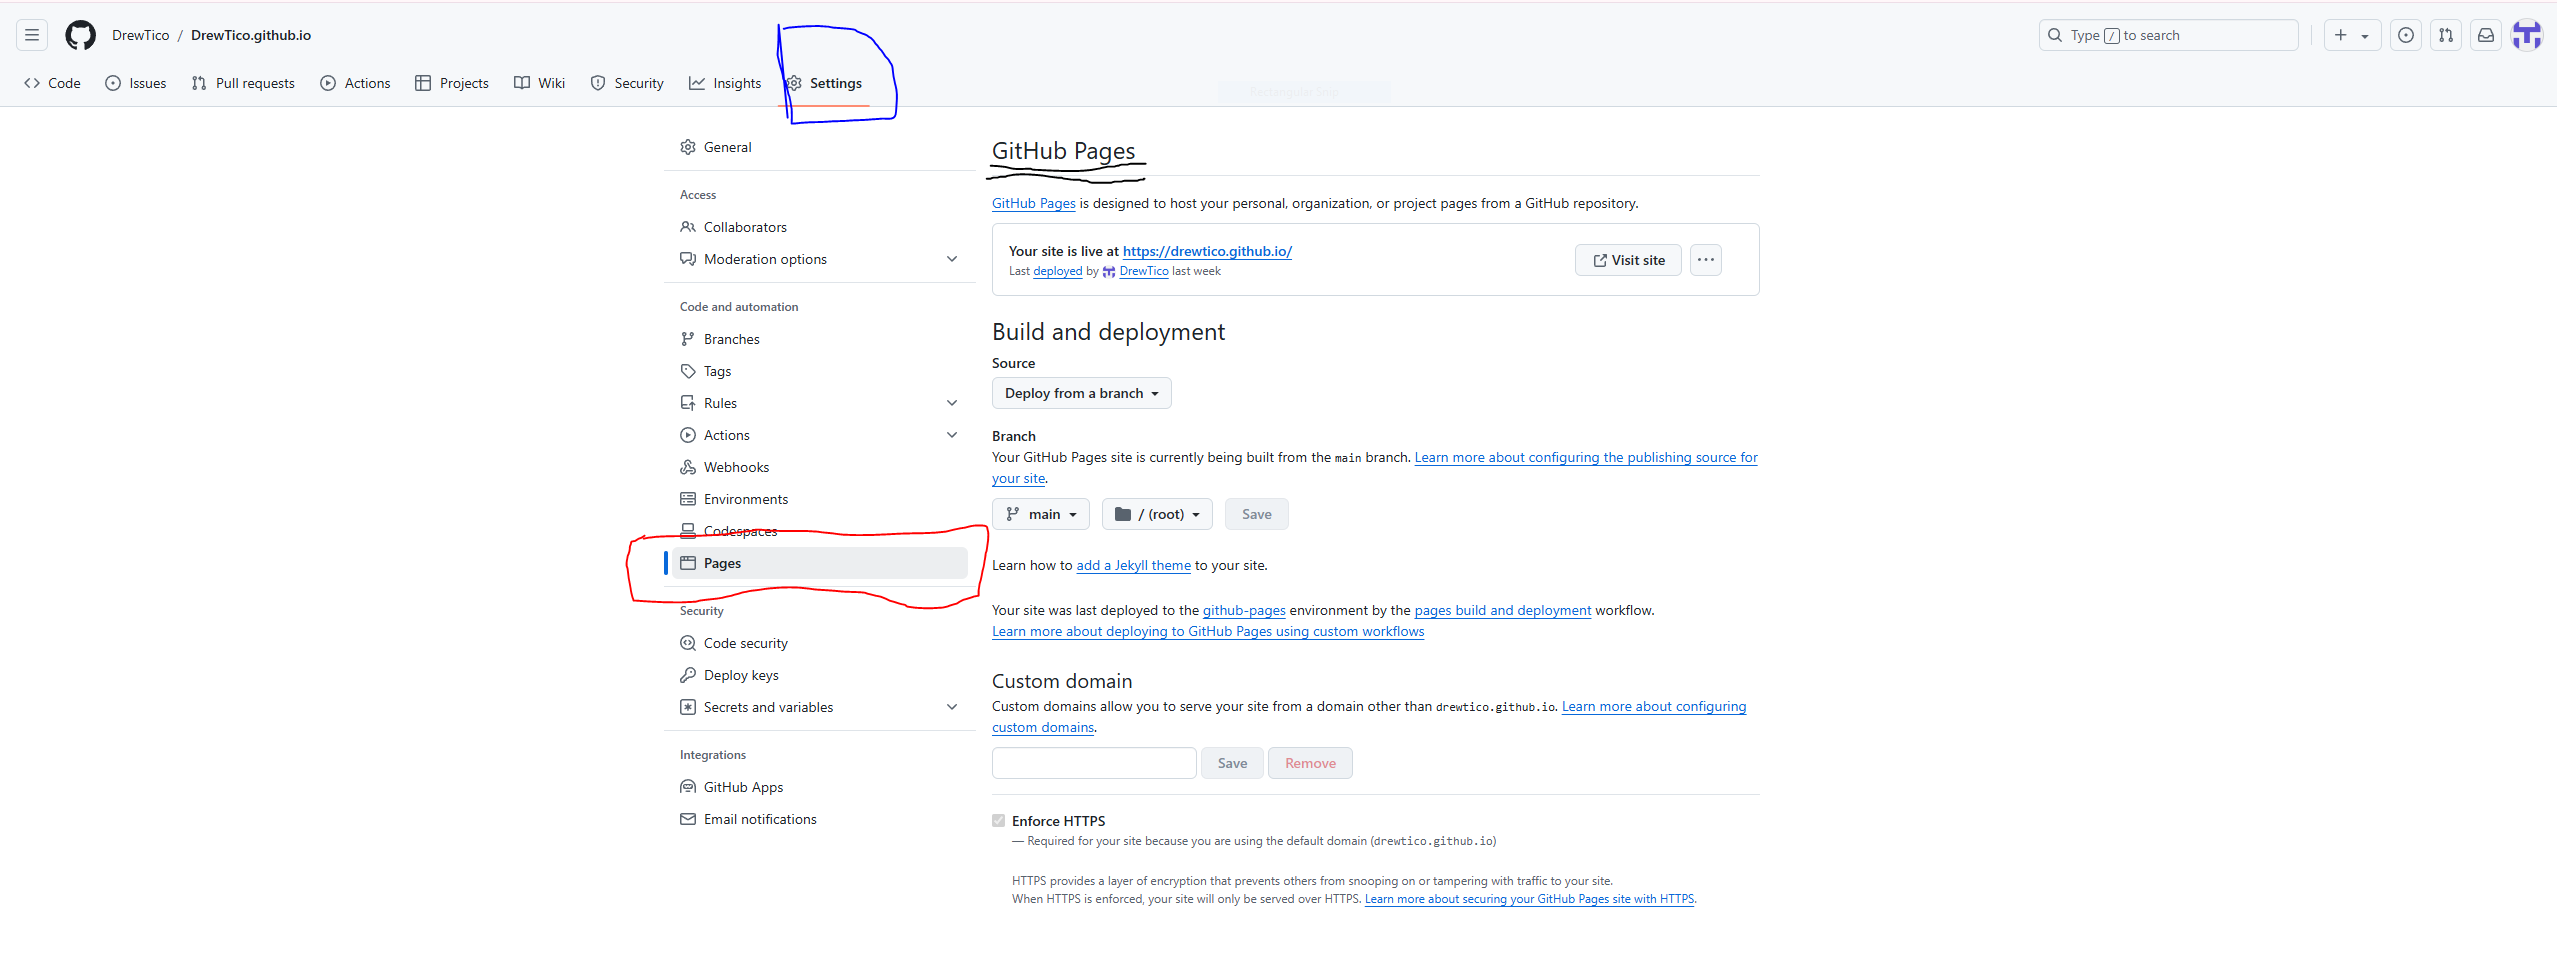 DrewTico / DrewTico.github.io
Type / to search
Code Issues Pull requests Actions Projects Wiki Security Insights Settings
Rectangular Snip
General
Access
Collaborators
Moderation options
Code and automation
Branches
Tags
Rules
Actions
Webhooks
Environments
Codespaces
Pages
Security
Code security
Deploy keys
Secrets and variables
Integrations
GitHub Apps
Email notifications
GitHub Pages
GitHub Pages is designed to host your personal, organization, or project pages from a GitHub repository.
Your site is live at https://drewtico.github.io/
Last deployed by DrewTico last week
Visit site
Build and deployment
Source
Deploy from a branch
Branch
Your GitHub Pages site is currently being built from the main branch. Learn more about configuring the publishing source for
your site.
main / (root) Save
Learn how to add a Jekyll theme to your site.
Your site was last deployed to the github-pages environment by the pages build and deployment workflow.
Learn more about deploying to GitHub Pages using custom workflows
Custom domain
Custom domains allow you to serve your site from a domain other than drewtico.github.io. Learn more about configuring
custom domains.
Save Remove
Enforce HTTPS
— Required for your site because you are using the default domain (drewtico.github.io)
HTTPS provides a layer of encryption that prevents others from snooping on or tampering with traffic to your site.
When HTTPS is enforced, your site will only be served over HTTPS. Learn more about securing your GitHub Pages site with HTTPS.